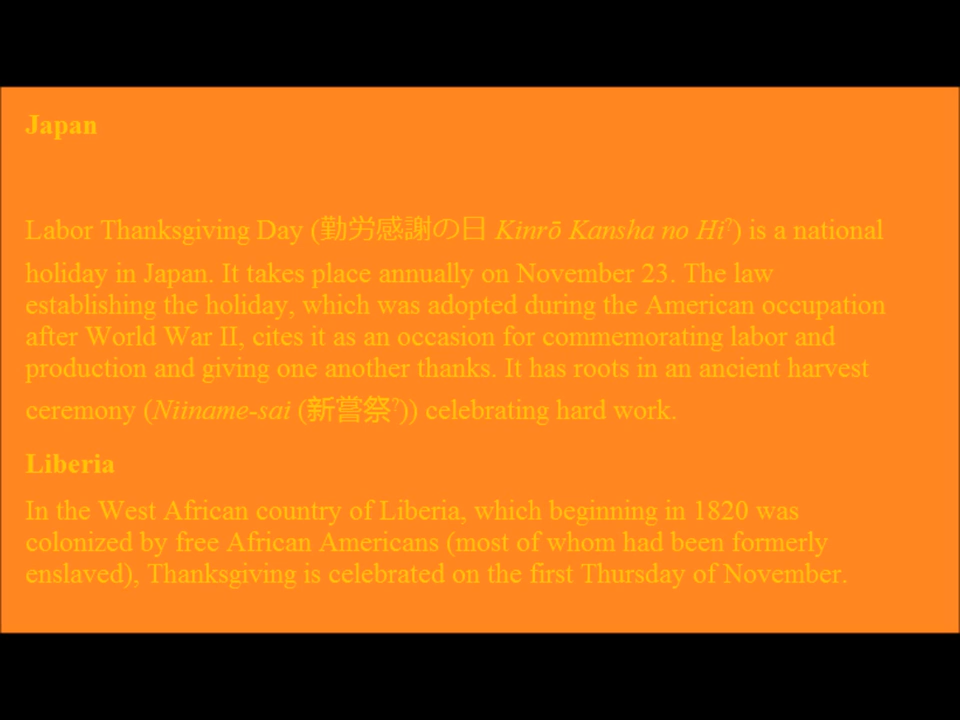 Japan
Labor Thanksgiving Day (勤労感謝の日 Kinrō Kansha no Hi?) is a national
holiday in Japan. It takes place annually on November 23. The law
establishing the holiday, which was adopted during the American occupation
after World War II, cites it as an occasion for commemorating labor and
production and giving one another thanks. It has roots in an ancient harvest
ceremony (Niiname-sai (新嘗祭?)) celebrating hard work.
Liberia
In the West African country of Liberia, which beginning in 1820 was
colonized by free African Americans (most of whom had been formerly
enslaved), Thanksgiving is celebrated on the first Thursday of November.